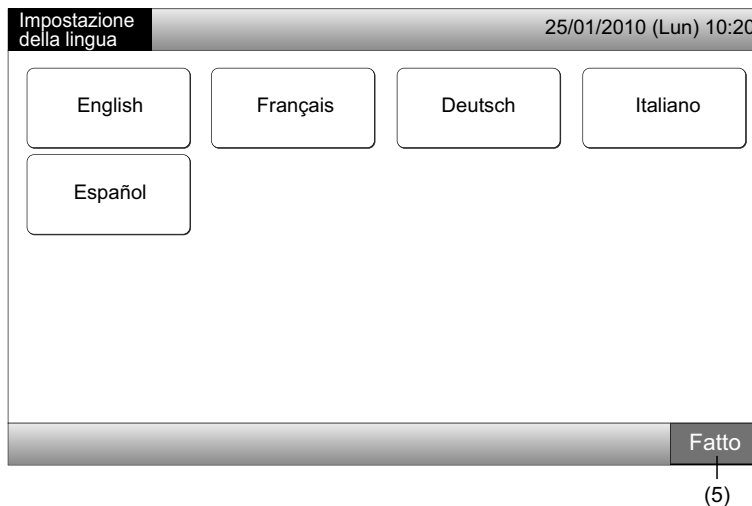 Impostazione
della lingua
25/01/2010 (Lun) 10:20
English Français Deutsch Italiano
Español
Fatto
(5)